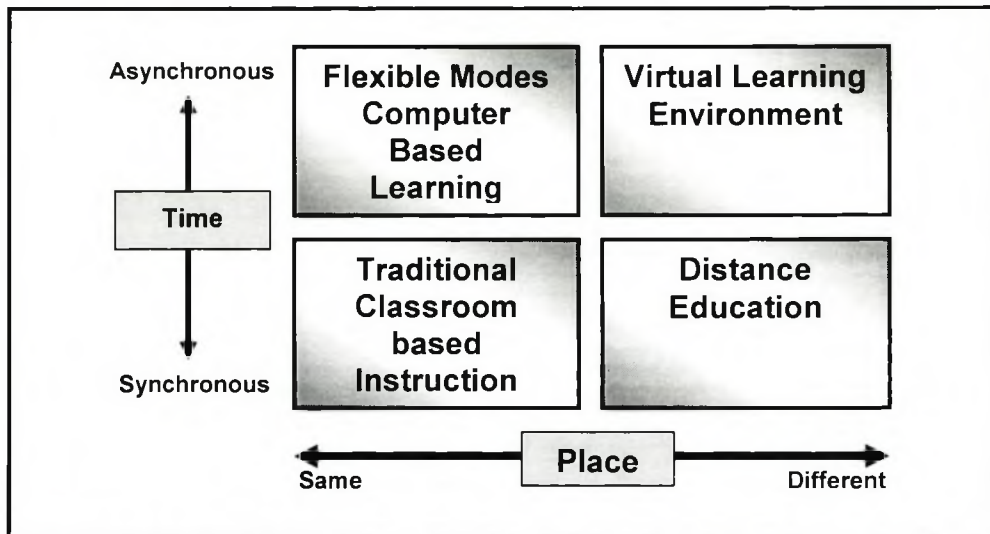 Asynchronous
Time
Synchronous
Flexible Modes
Computer
Based
Learning
Virtual Learning
Environment
Traditional
Classroom
based
Instruction
Distance
Education
Place
Same
Different